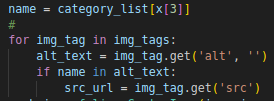 name = category_list[x[3]]
#
for img_tag in img_tags:
    alt_text = img_tag.get('alt', '')
    if name in alt_text:
        src_url = img_tag.get('src')